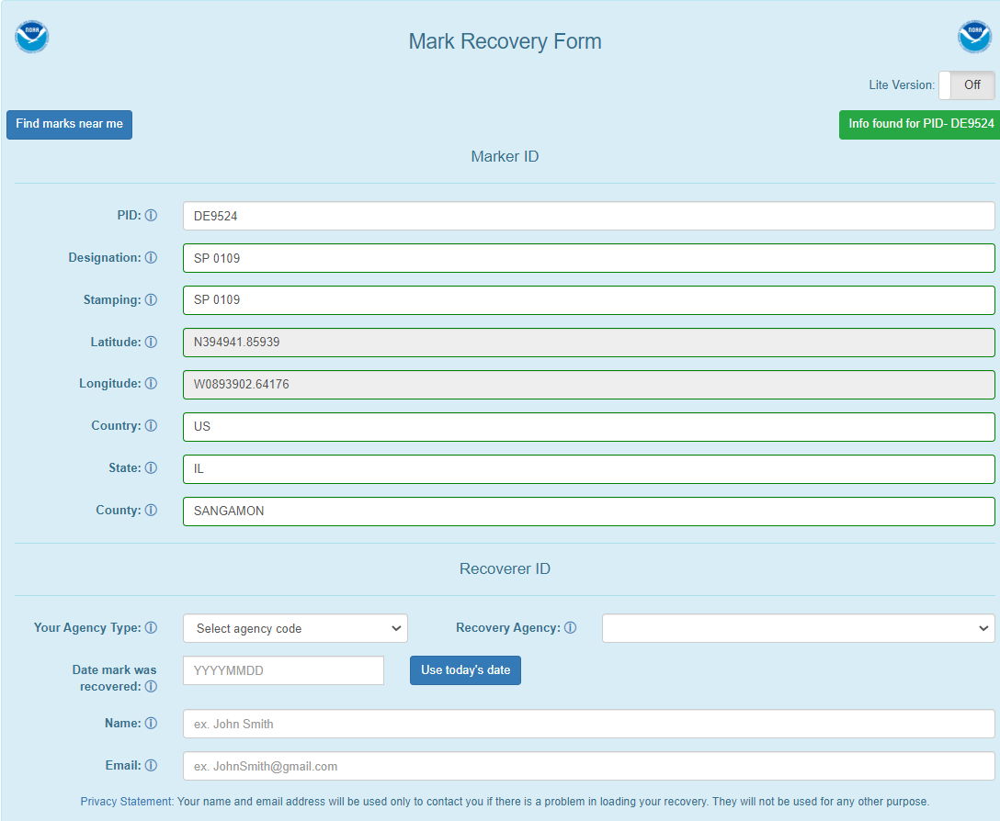 NOAA
NOAA
Mark Recovery Form
Lite Version: Off
Find marks near me
Info found for PID- DE9524
Marker ID
PID: ⓘ DE9524
Designation: ⓘ SP 0109
Stamping: ⓘ SP 0109
Latitude: ⓘ N394941.85939
Longitude: ⓘ W0893902.64176
Country: ⓘ US
State: ⓘ IL
County: ⓘ SANGAMON
Recoverer ID
Your Agency Type: ⓘ Select agency code Recovery Agency: ⓘ
Date mark was
recovered: ⓘ YYYYMMDD Use today's date
Name: ⓘ ex. John Smith
Email: ⓘ ex. JohnSmith@gmail.com
Privacy Statement: Your name and email address will be used only to contact you if there is a problem in loading your recovery. They will not be used for any other purpose.